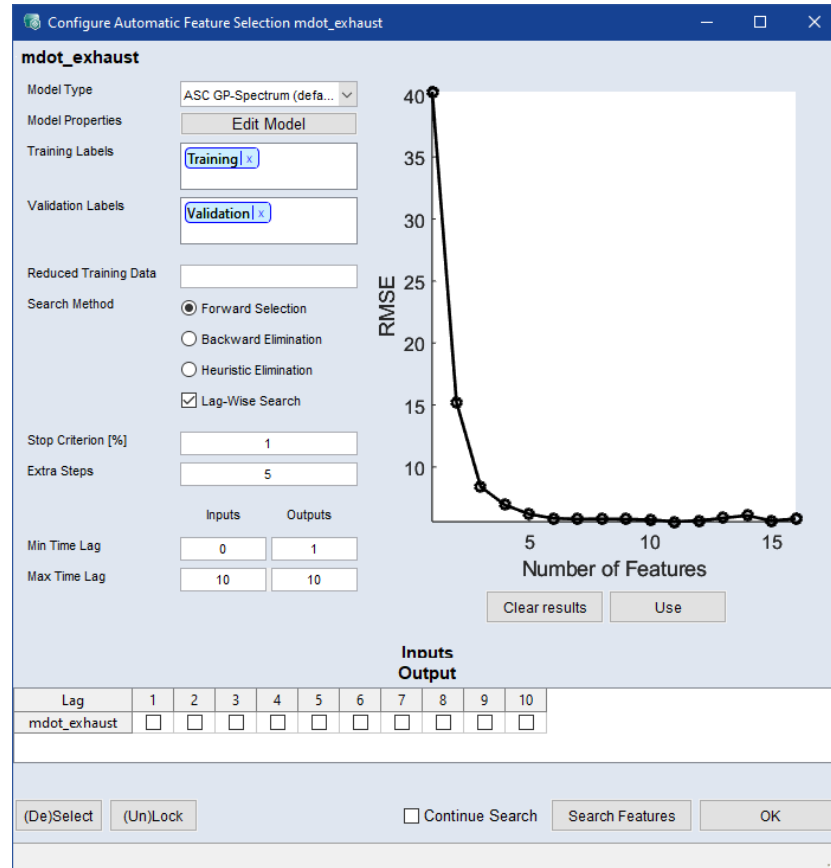 Configure Automatic Feature Selection mdot_exhaust
mdot_exhaust
Model Type
ASC GP-Spectrum (defa...
Model Properties
Edit Model
Training Labels
Training x
Validation Labels
Validation x
Reduced Training Data
Search Method
Forward Selection
Backward Elimination
Heuristic Elimination
Lag-Wise Search
Stop Criterion [%]
1
Extra Steps
5
Inputs Outputs
Min Time Lag
0 1
Max Time Lag
10 10
40
35
30
25
20
15
10
RMSE
5 10 15
Number of Features
Clear results Use
Inputs
Output
Lag 1 2 3 4 5 6 7 8 9 10
mdot_exhaust
(De)Select (Un)Lock Continue Search Search Features OK